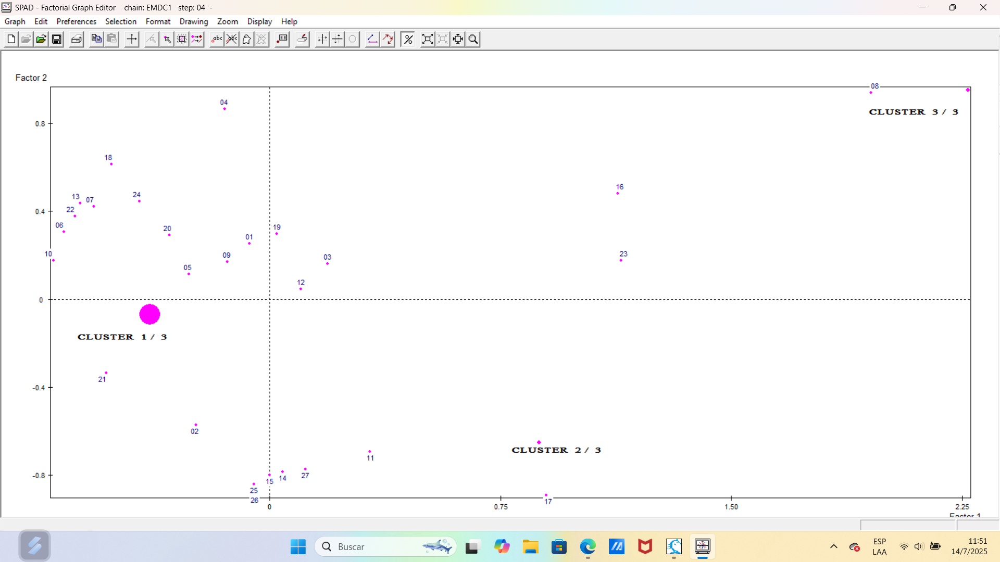 SPAD - Factorial Graph Editor    chain: EMDC1   step: 04  -
Graph Edit Preferences Selection Format Drawing Zoom Display Help
abc abc %
Factor 2
08
04
CLUSTER 3 / 3
0.8
18
16
13 07 24
22
0.4
06
20
19
01
10
09
03
23
05
12
0
CLUSTER 1 / 3
21
-0.4
02
CLUSTER 2 / 3
11
-0.8
15 14 27
25
26
17
0 0.75 1.50 2.25
Factor 1
Buscar
ESP
LAA
11:51
14/7/2025